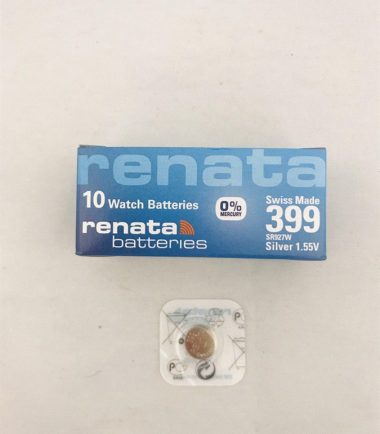 renata
10 Watch Batteries
0%
MERCURY
Swiss Made
399
SR927W
Silver 1.55V
renata
batteries